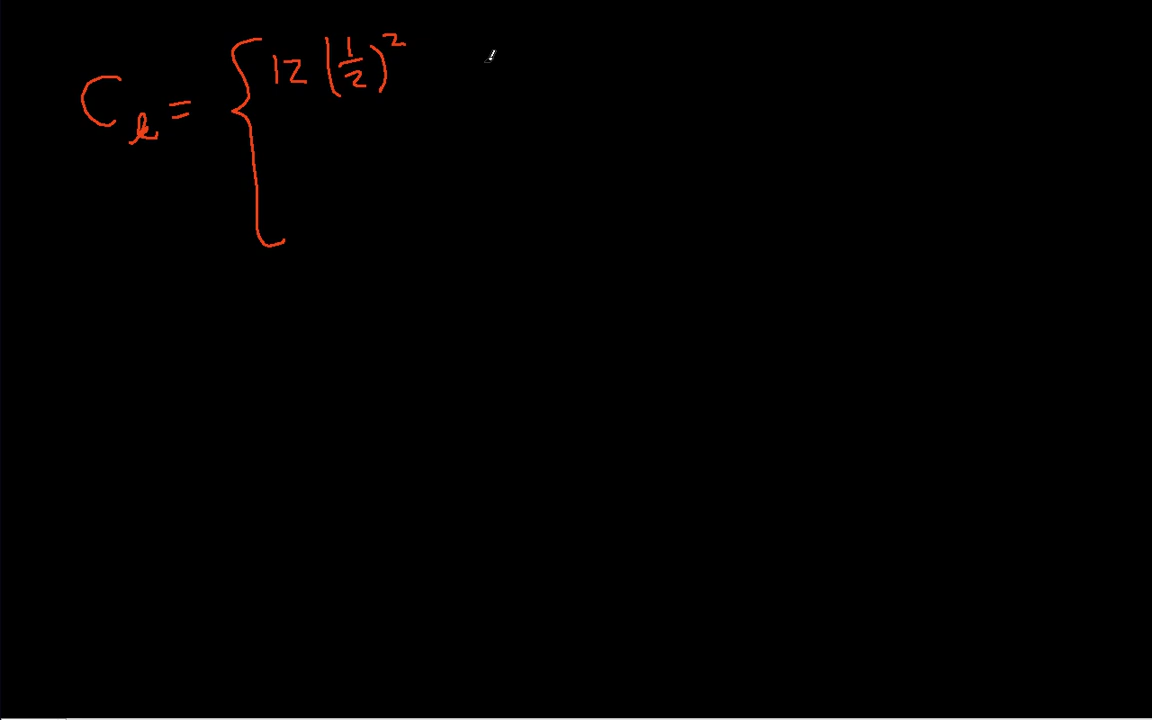 C_k = { 12 (1/2)^2